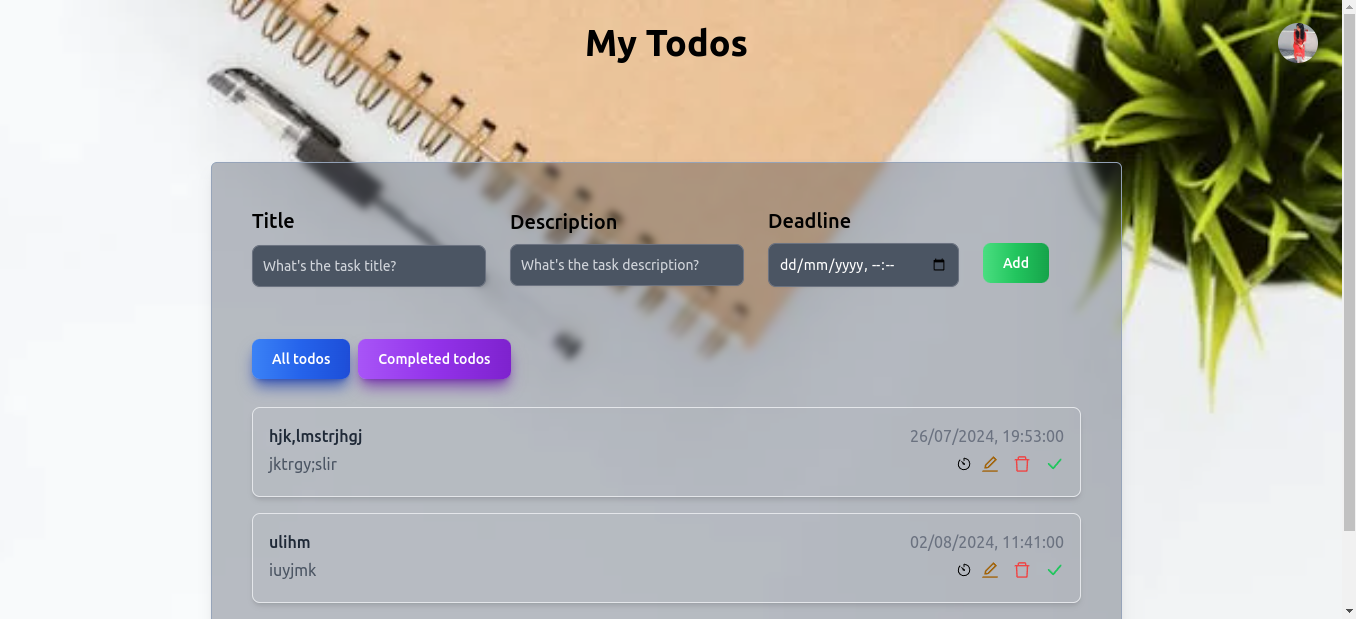 My Todos
Title
Description
Deadline
What's the task title?
What's the task description?
dd/mm/yyyy, --:--
Add
All todos
Completed todos
hjk,lmstrjhgj
26/07/2024, 19:53:00
jktrgy;slir
ulihm
02/08/2024, 11:41:00
iuyjmk